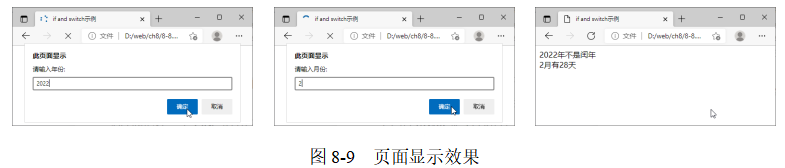 if and switch示例
文件 D:/web/ch8/8-8....
此页面显示
请输入年份:
2022
确定 取消
if and switch示例
文件 D:/web/ch8/8-8....
此页面显示
请输入月份:
2
确定 取消
if and switch示例
文件 D:/web/ch8/8-8....
2022年不是闰年
2月有28天
图 8-9 页面显示效果